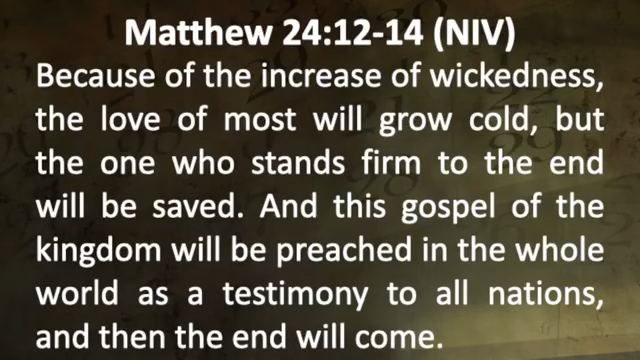 Matthew 24:12-14 (NIV)
Because of the increase of wickedness,
the love of most will grow cold, but
the one who stands firm to the end
will be saved. And this gospel of the
kingdom will be preached in the whole
world as a testimony to all nations,
and then the end will come.